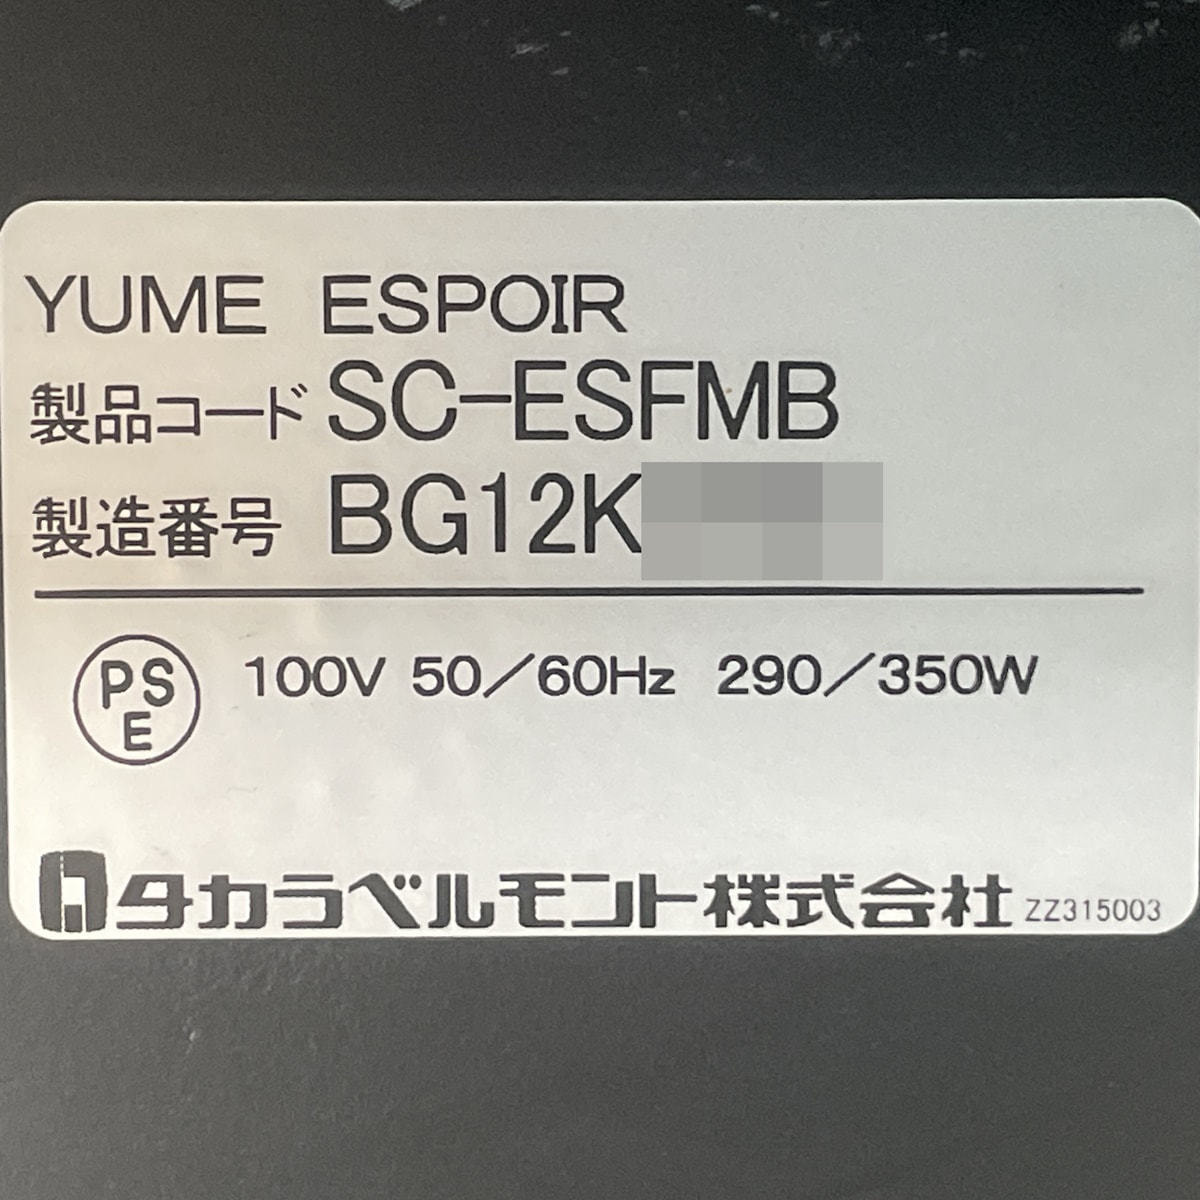 YUME ESPOIR
製品コード SC-ESFMB
製造番号 BG12K
PSE 100V 50/60Hz 290/350W
タカラベルモント株式会社 ZZ315003